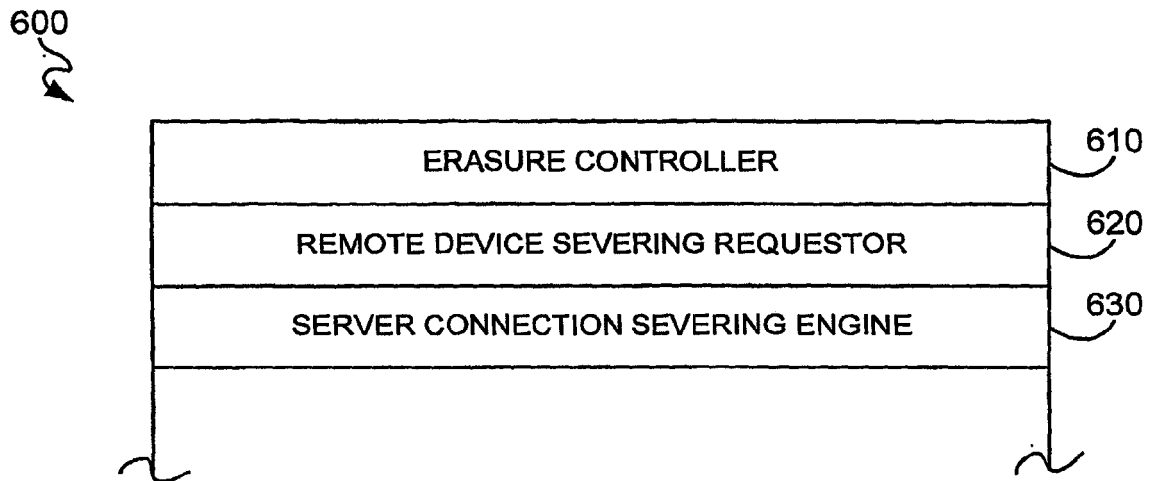 600
ERASURE CONTROLLER
610
REMOTE DEVICE SEVERING REQUESTOR
620
SERVER CONNECTION SEVERING ENGINE
630